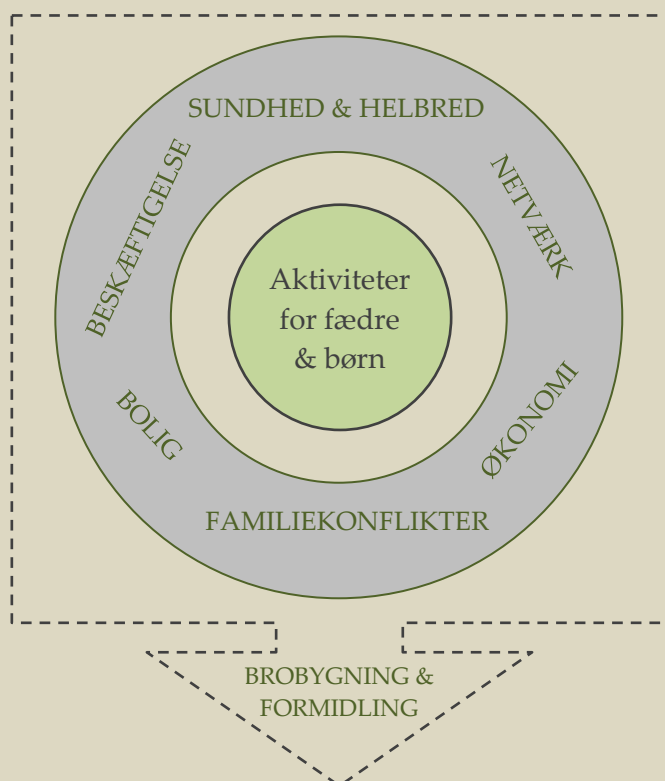 SUNDHED & HELBRED
NETVÆRK
ØKONOMI
FAMILIEKONFLIKTER
BOLIG
BESKÆFTIGELSE
Aktiviteter
for fædre
& børn
BROBYGNING &
FORMIDLING